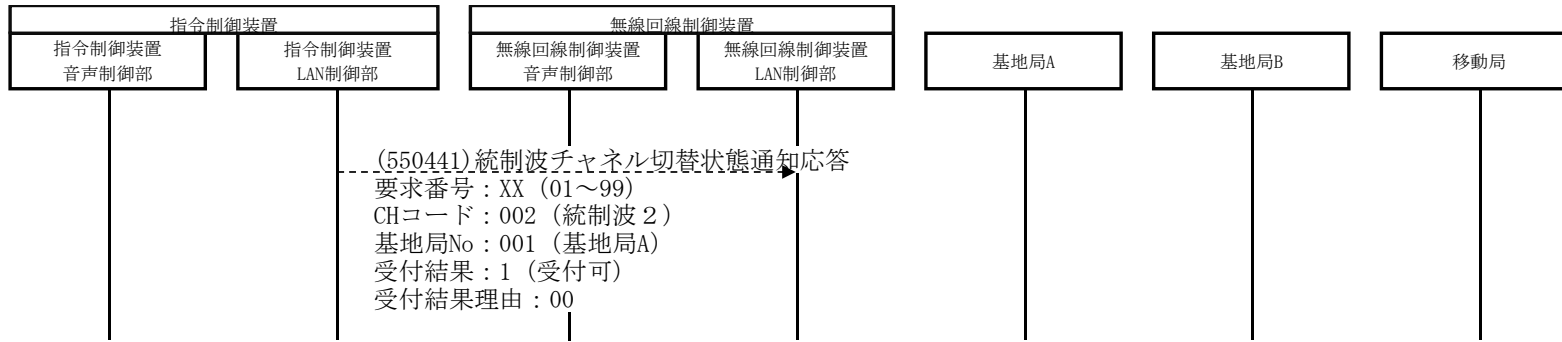 指令制御装置
無線回線制御装置
指令制御装置
音声制御部
指令制御装置
LAN制御部
無線回線制御装置
音声制御部
無線回線制御装置
LAN制御部
基地局A
基地局B
移動局
(550441)統制波チャネル切替状態通知応答
要求番号：XX（01～99）
CHコード：002（統制波２）
基地局No：001（基地局A）
受付結果：1（受付可）
受付結果理由：00